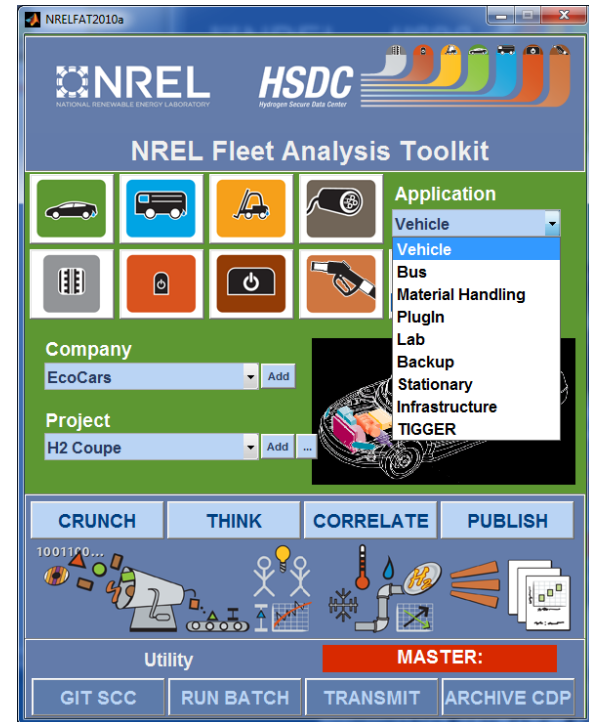 NRELFAT2010a
NREL
NATIONAL RENEWABLE ENERGY LABORATORY
HSDC
Hydrogen Secure Data Center
NREL Fleet Analysis Toolkit
Application
Vehicle
Vehicle
Bus
Material Handling
PlugIn
Lab
Backup
Stationary
Infrastructure
TIGGER
Company
EcoCars
Add
Project
H2 Coupe
Add
...
CRUNCH
THINK
CORRELATE
PUBLISH
1001100...
H2
Utility
MASTER:
GIT SCC
RUN BATCH
TRANSMIT
ARCHIVE CDP